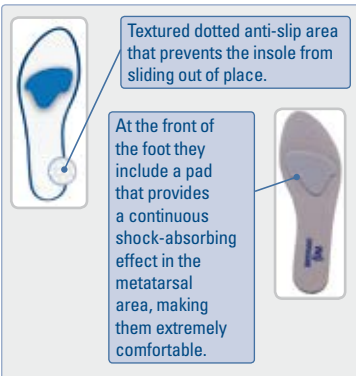 Textured dotted anti-slip area
that prevents the insole from
sliding out of place.
At the front of
the foot they
include a pad
that provides
a continuous
shock-absorbing
effect in the
metatarsal
area, making
them extremely
comfortable.